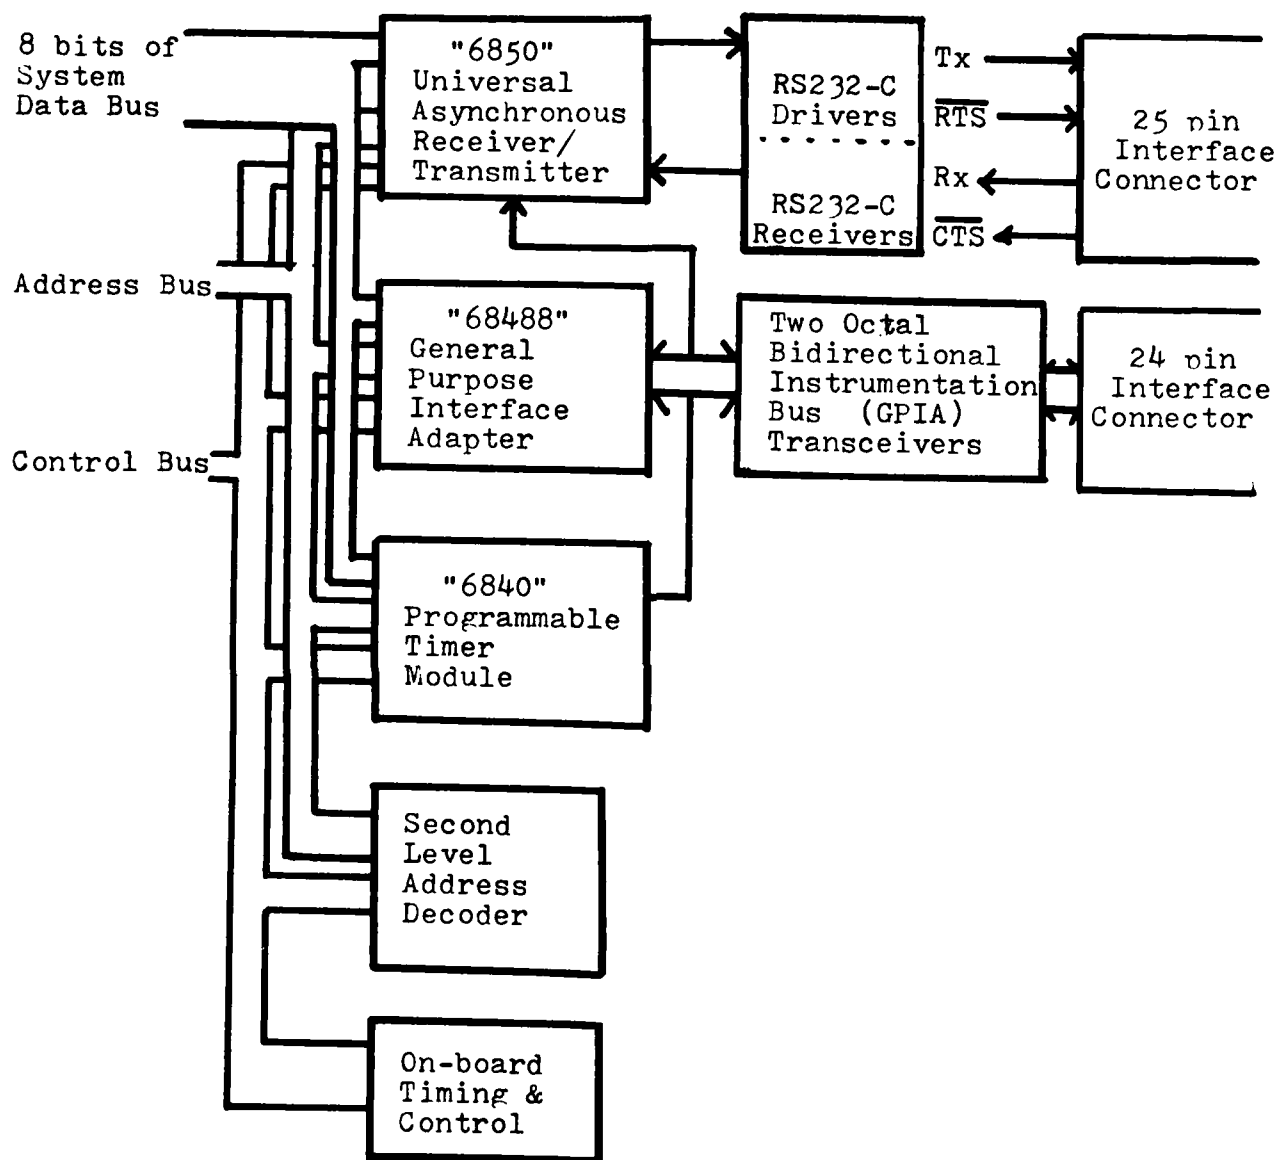 8 bits of
System
Data Bus
Address Bus
Control Bus
"6850"
Universal
Asynchronous
Receiver/
Transmitter
RS232-C
Drivers
RS232-C
Receivers
Tx
RTS
Rx
CTS
25 pin
Interface
Connector
"68488"
General
Purpose
Interface
Adapter
Two Octal
Bidirectional
Instrumentation
Bus (GPIA)
Transceivers
24 pin
Interface
Connector
"6840"
Programmable
Timer
Module
Second
Level
Address
Decoder
On-board
Timing &
Control